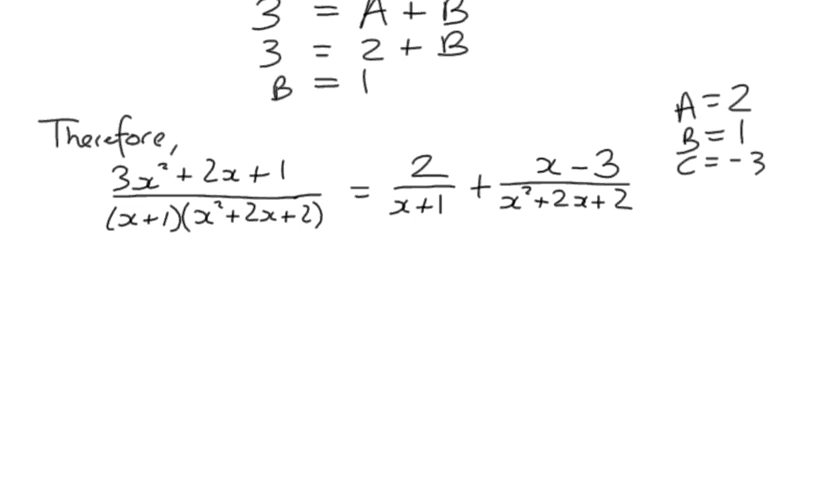 3 = A + B
3 = 2 + B
B = 1
A = 2
B = 1
C = -3
Therefore,
3x² + 2x + 1 / (x+1)(x²+2x+2) = 2 / x+1 + x - 3 / x²+2x+2